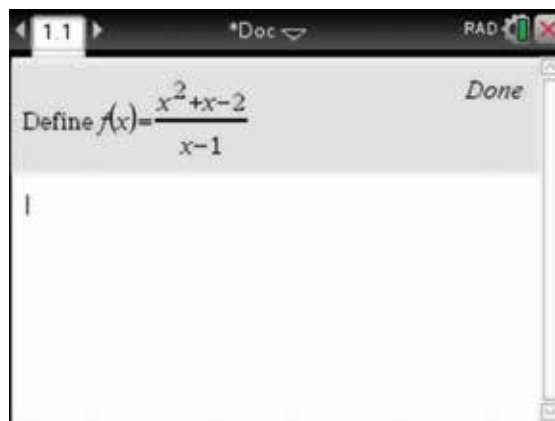 1.1 *Doc RAD
Define f(x)=(x^2+x-2)/(x-1) Done